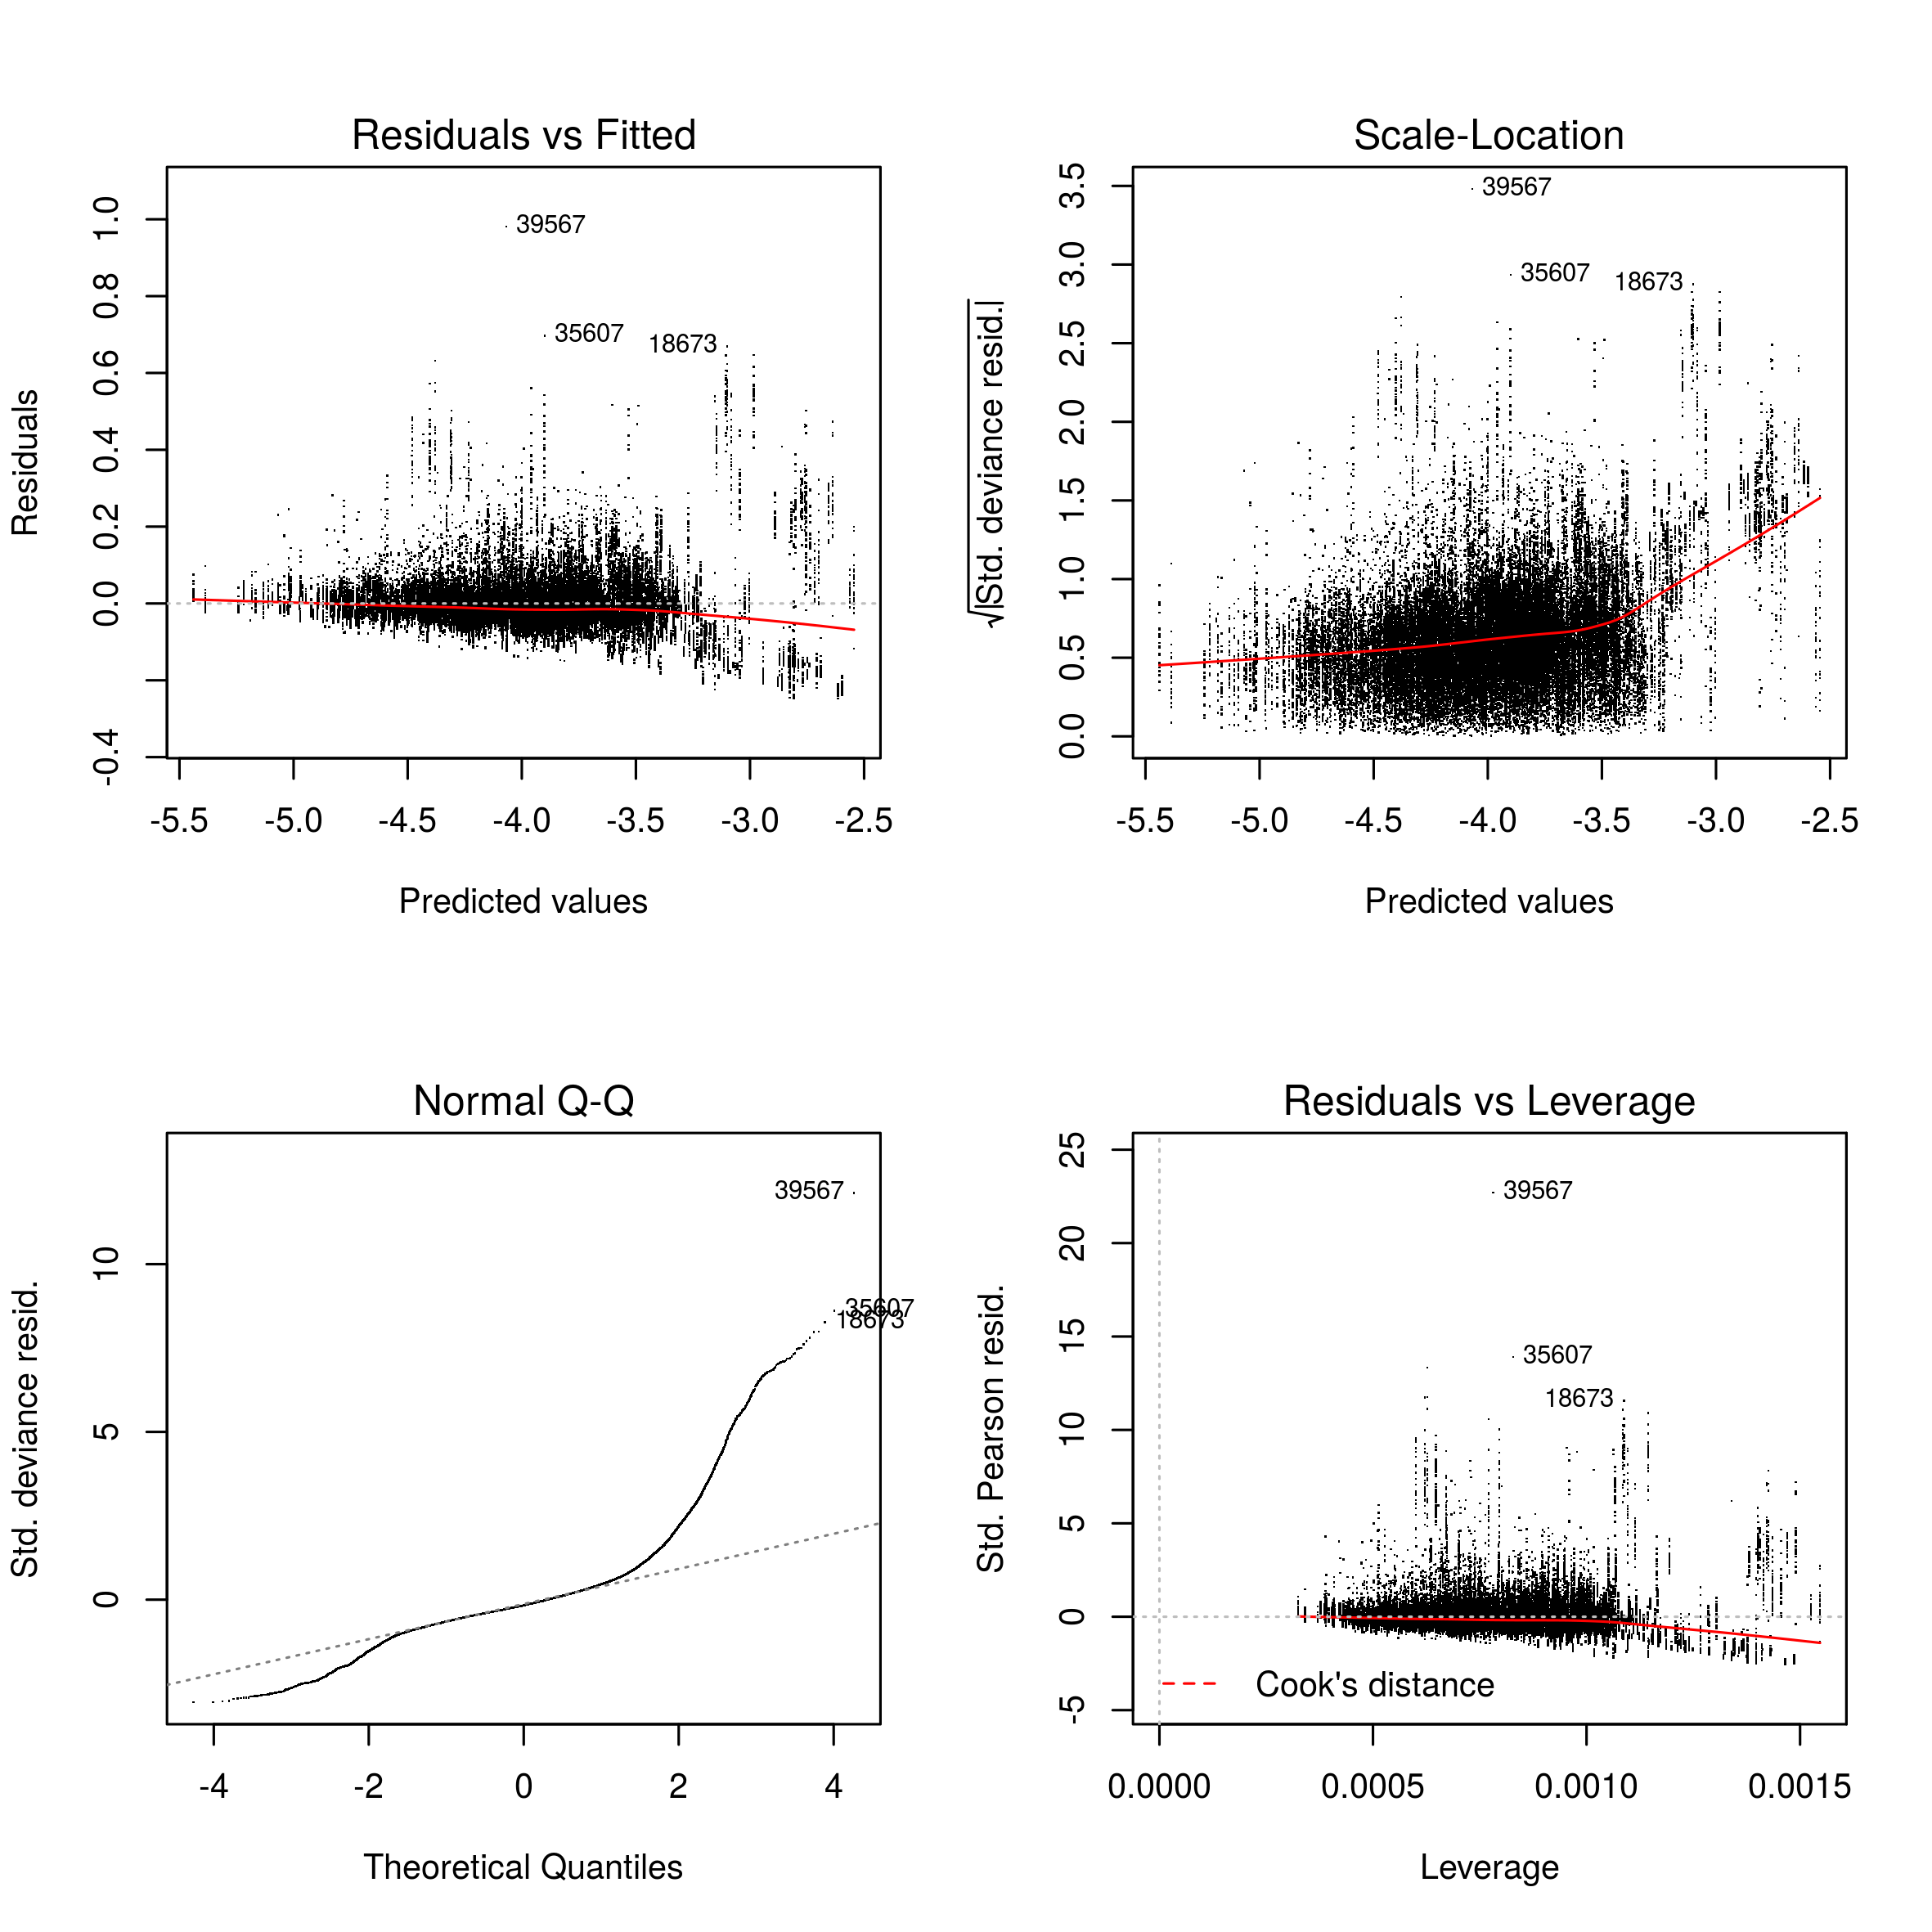 Residuals vs Fitted
Residuals
1.0
0.8
0.6
0.4
0.2
0.0
-0.4
39567
35607
18673
-5.5 -5.0 -4.5 -4.0 -3.5 -3.0 -2.5
Predicted values
Scale-Location
√|Std. deviance resid.|
3.5
3.0
2.5
2.0
1.5
1.0
0.5
0.0
39567
35607
18673
-5.5 -5.0 -4.5 -4.0 -3.5 -3.0 -2.5
Predicted values
Normal Q-Q
Std. deviance resid.
10
5
0
39567
35607
18673
-4 -2 0 2 4
Theoretical Quantiles
Residuals vs Leverage
Std. Pearson resid.
25
20
15
10
5
0
-5
39567
35607
18673
Cook's distance
0.0000 0.0005 0.0010 0.0015
Leverage